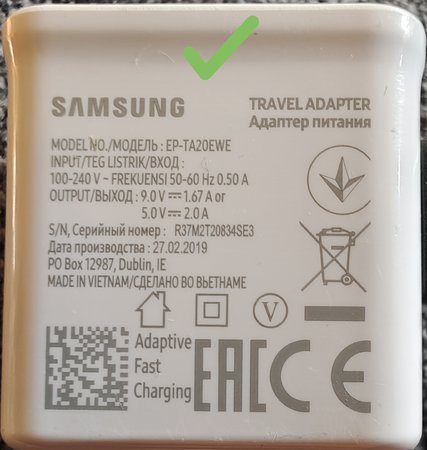 SAMSUNG
TRAVEL ADAPTER
Адаптер питания
MODEL NO./МОДЕЛЬ : EP-TA20EWE
INPUT/TEG LISTRIK/ВХОД :
100-240 V ~ FREKUENSI 50-60 Hz 0.50 A
OUTPUT/ВЫХОД : 9.0 V ⎓ 1.67 A or
5.0 V ⎓ 2.0 A
S/N, Серийный номер : R37M2T20834SE3
Дата производства : 27.02.2019
PO Box 12987, Dublin, IE
MADE IN VIETNAM/СДЕЛАНО ВО ВЬЕТНАМЕ
V
Adaptive
Fast
Charging
EAC CE